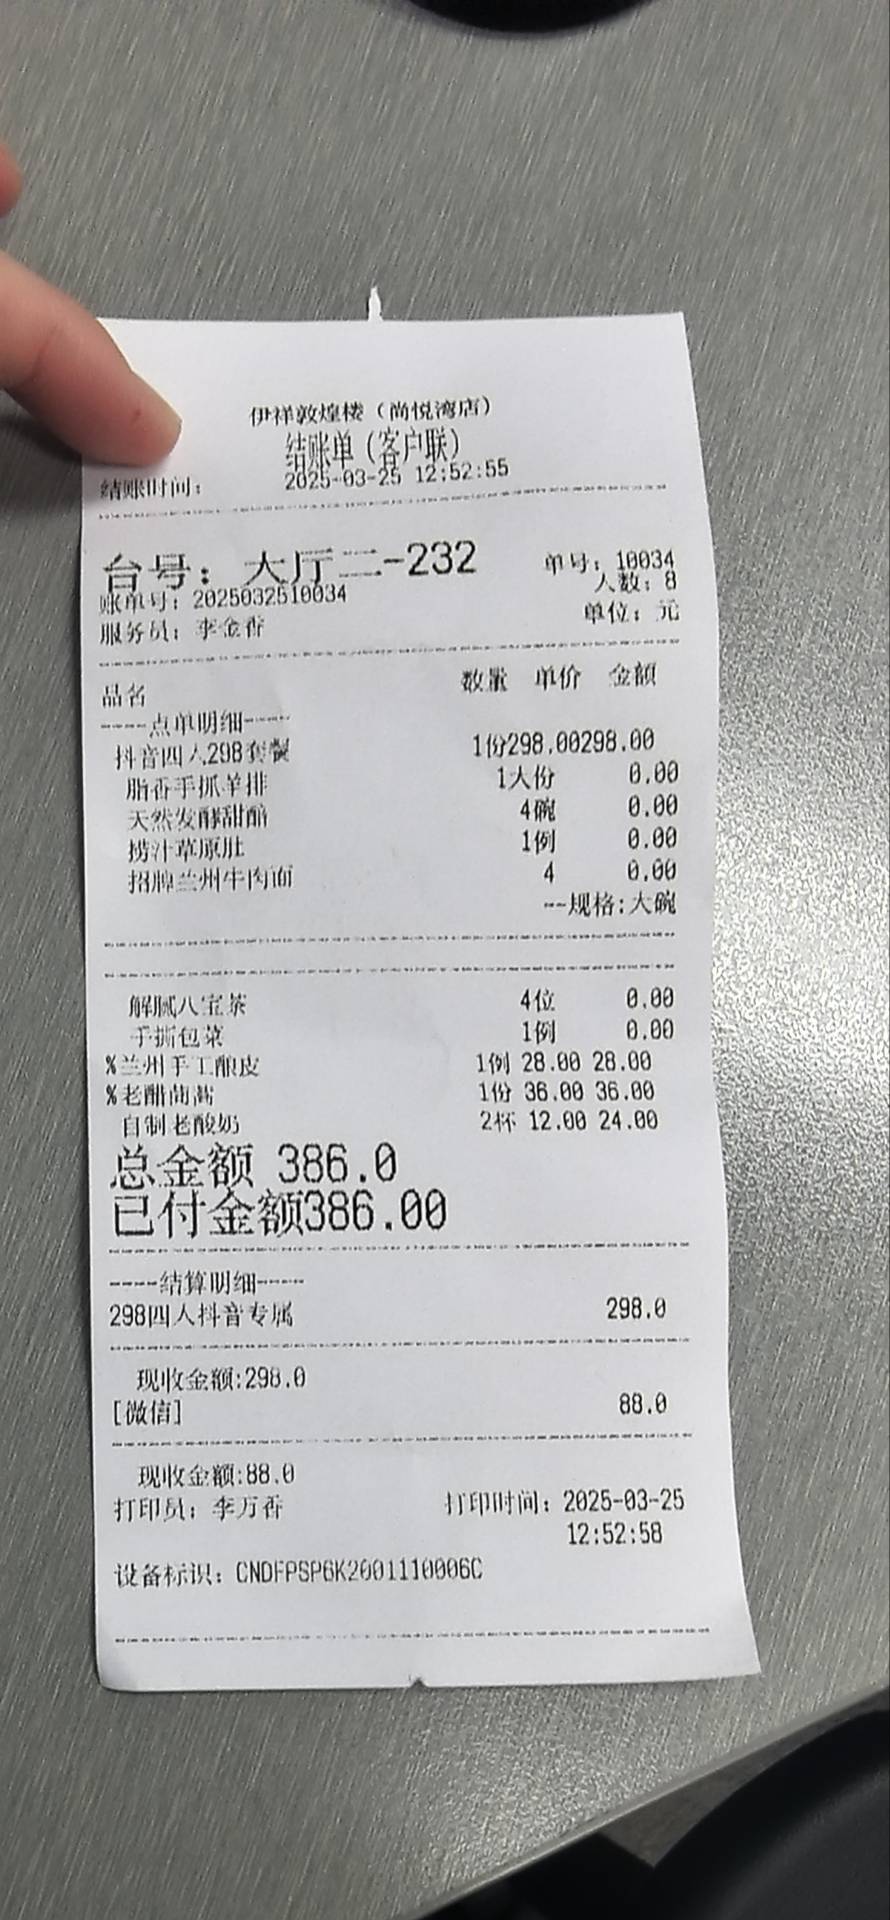 伊祥敦煌楼（尚悦湾店）
结账单（客户联）
结账时间： 2025-03-25 12:52:55
台号：大厅二-232 单号：10034
人数：8
账单号：2025032510034
服务员：李金香 单位：元
品名 数量 单价 金额
----点单明细----
抖音四人298套餐 1份298.00298.00
脂香手抓羊排 1大份 0.00
天然发酵甜醅 4碗 0.00
捞汁草原肚 1例 0.00
招牌兰州牛肉面 4 0.00
--规格:大碗
解腻八宝茶 4位 0.00
手撕包菜 1例 0.00
%兰州手工酿皮 1例 28.00 28.00
%老醋茼蒿 1份 36.00 36.00
自制老酸奶 2杯 12.00 24.00
总金额 386.0
已付金额386.00
----结算明细----
298四人抖音专属 298.0
现收金额:298.0
[微信] 88.0
现收金额:88.0
打印员：李万香 打印时间：2025-03-25
12:52:58
设备标识：CNDFPSP6K2001110006C